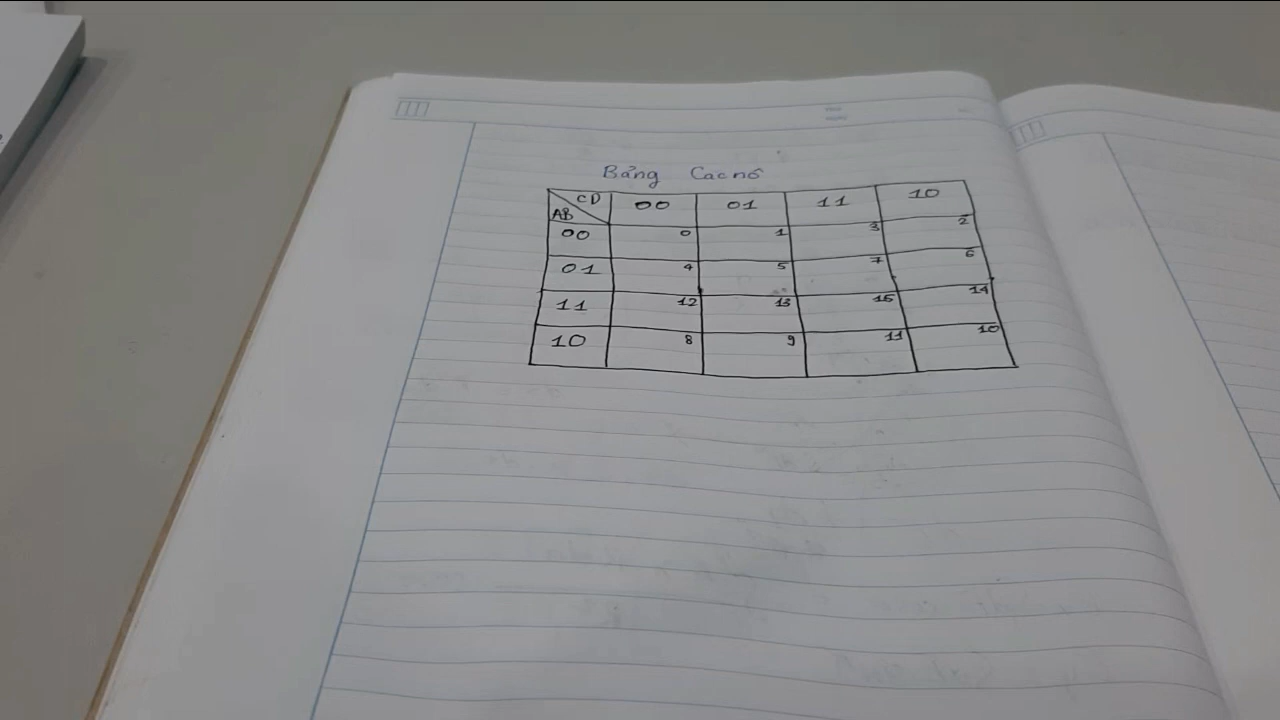 Bảng Cacnô
CD 00 01 11 10
AB
00 0 1 3 2
01 4 5 7 6
11 12 13 15 14
10 8 9 11 10